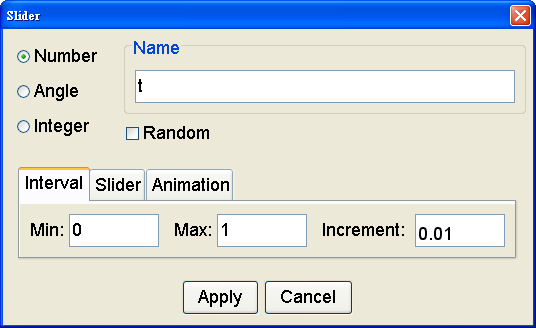 Slider
Number
Name
t
Angle
Integer
Random
Interval Slider Animation
Min: 0 Max: 1 Increment: 0.01
Apply Cancel